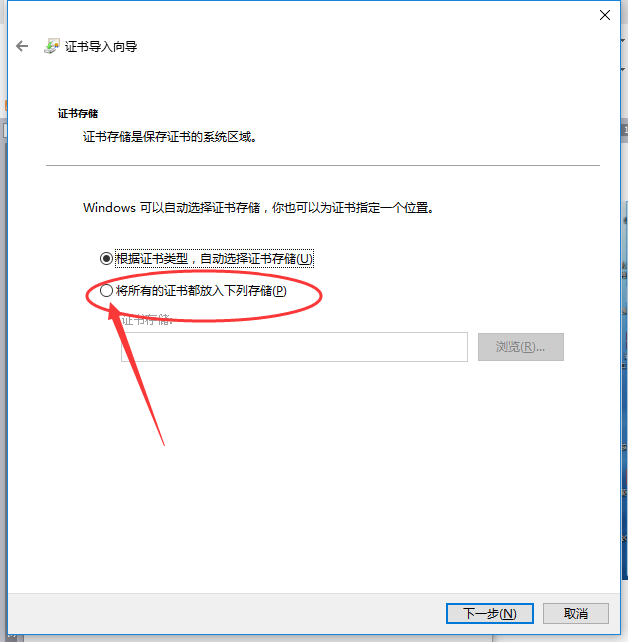 证书导入向导
证书存储
证书存储是保存证书的系统区域。
Windows 可以自动选择证书存储，你也可以为证书指定一个位置。
根据证书类型，自动选择证书存储(U)
将所有的证书都放入下列存储(P)
证书存储:
浏览(R)...
下一步(N)
取消